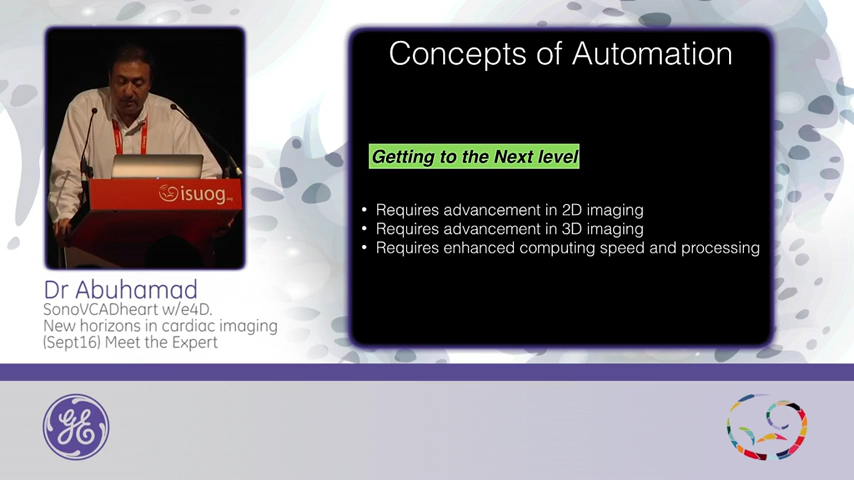 Concepts of Automation
Getting to the Next level
• Requires advancement in 2D imaging
• Requires advancement in 3D imaging
• Requires enhanced computing speed and processing
isuog.org
Dr Abuhamad
SonoVCADheart w/e4D.
New horizons in cardiac imaging
(Sept16) Meet the Expert
GE